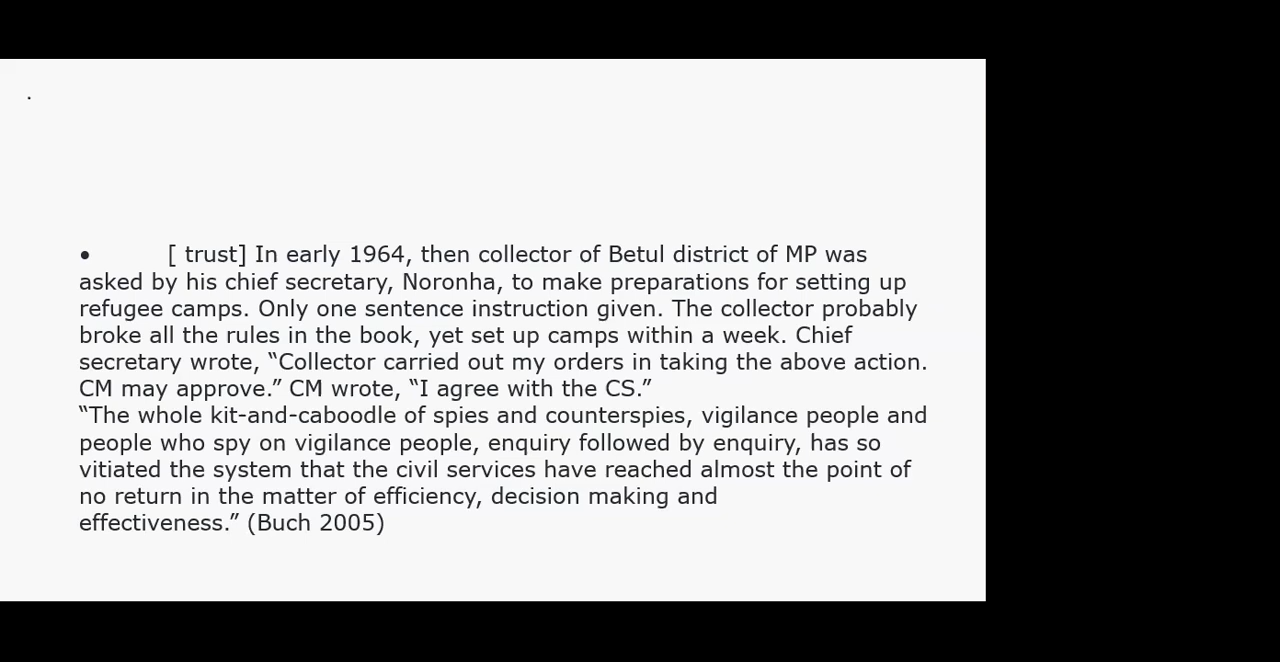 .
• [ trust] In early 1964, then collector of Betul district of MP was
asked by his chief secretary, Noronha, to make preparations for setting up
refugee camps. Only one sentence instruction given. The collector probably
broke all the rules in the book, yet set up camps within a week. Chief
secretary wrote, “Collector carried out my orders in taking the above action.
CM may approve.” CM wrote, “I agree with the CS.”
“The whole kit-and-caboodle of spies and counterspies, vigilance people and
people who spy on vigilance people, enquiry followed by enquiry, has so
vitiated the system that the civil services have reached almost the point of
no return in the matter of efficiency, decision making and
effectiveness.” (Buch 2005)